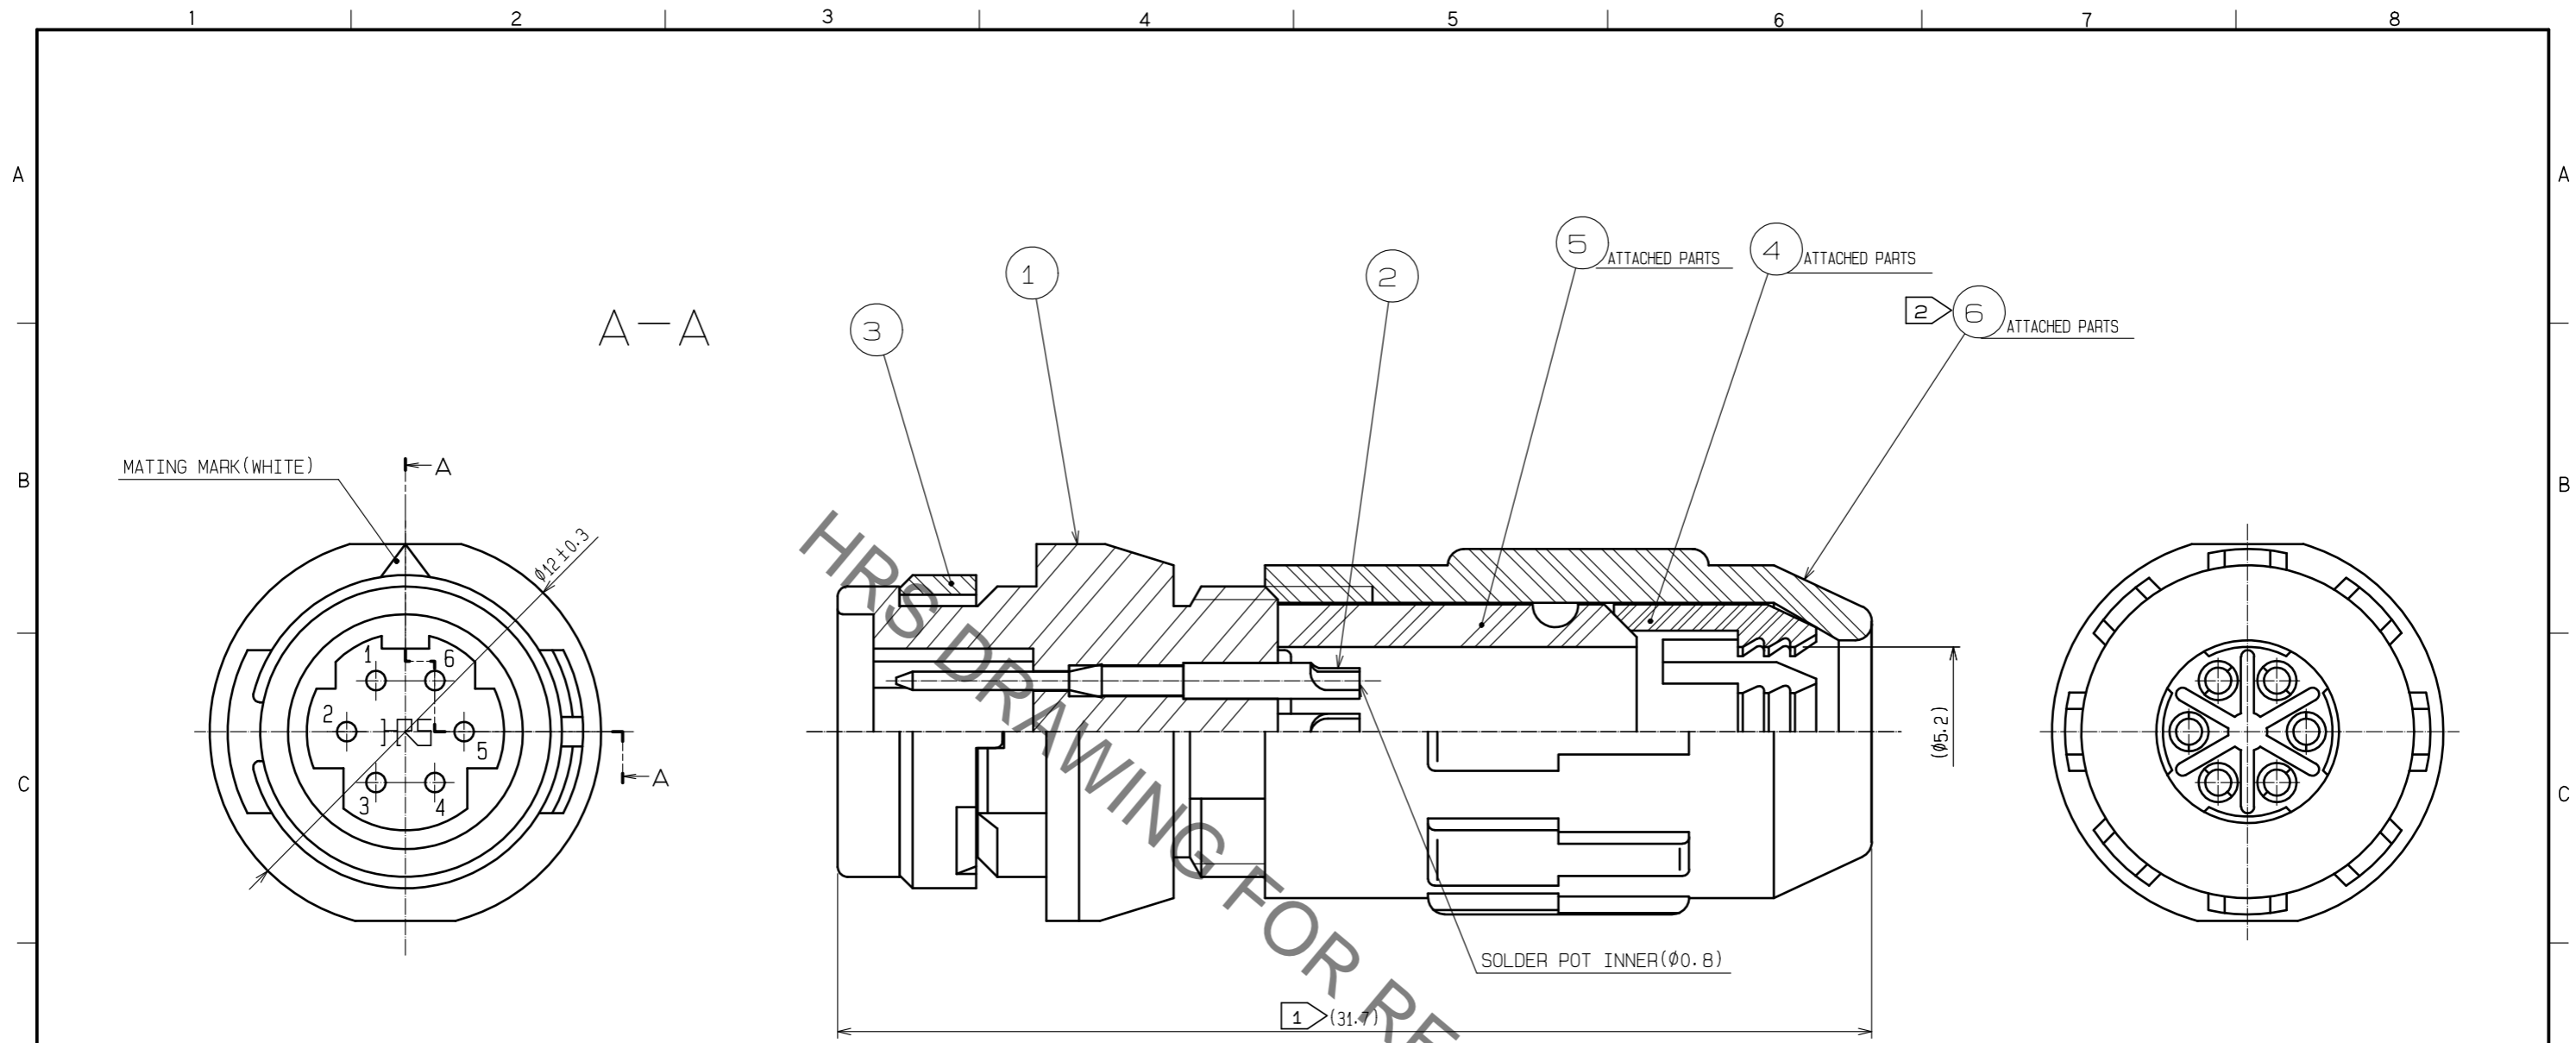 1 2 3 4 5 6 7 8
A A
B B
C C
A—A
3
1
2
5 ATTACHED PARTS
4 ATTACHED PARTS
2 6 ATTACHED PARTS
MATING MARK(WHITE)
A
Ø12±0.3
1 6
2 HRS 5
3 4
A
(Ø5.2)
SOLDER POT INNER(Ø0.8)
1 (31.7)
HRS DRAWING FOR RE